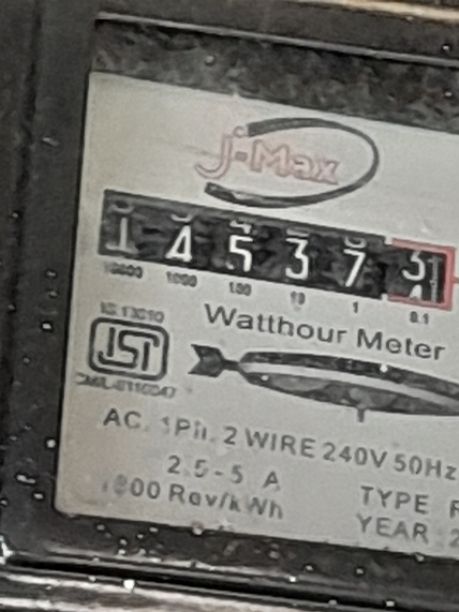 j-Max
1 4 5 3 7 3
10000 1000 100 10 1 0.1
Watthour Meter
IS 13010
ISI
AC. 1PH. 2 WIRE 240V 50Hz
2.5-5 A
Rev/kWh
TYPE
YEAR